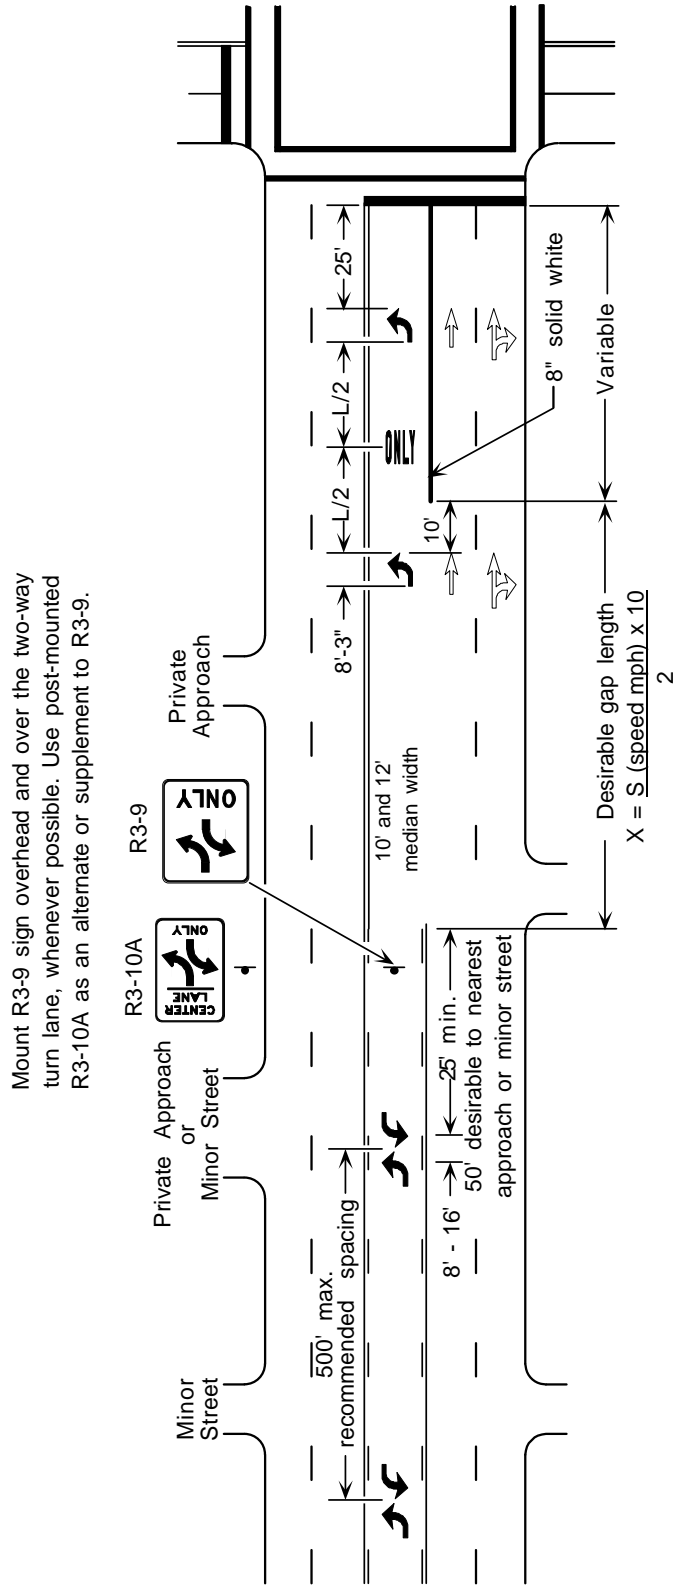 Mount R3-9 sign overhead and over the two-way
turn lane, whenever possible. Use post-mounted
R3-10A as an alternate or supplement to R3-9.
Minor
Street
Private Approach
or
Minor Street
R3-10A
CENTER
LANE
ONLY
R3-9
ONLY
Private
Approach
500' max.
recommended spacing
8'-3"
L/2
L/2
25'
10' and 12'
median width
ONLY
10'
8" solid white
8' - 16'
25' min.
50' desirable to nearest
approach or minor street
Desirable gap length
X = S (speed mph) x 10
2
Variable